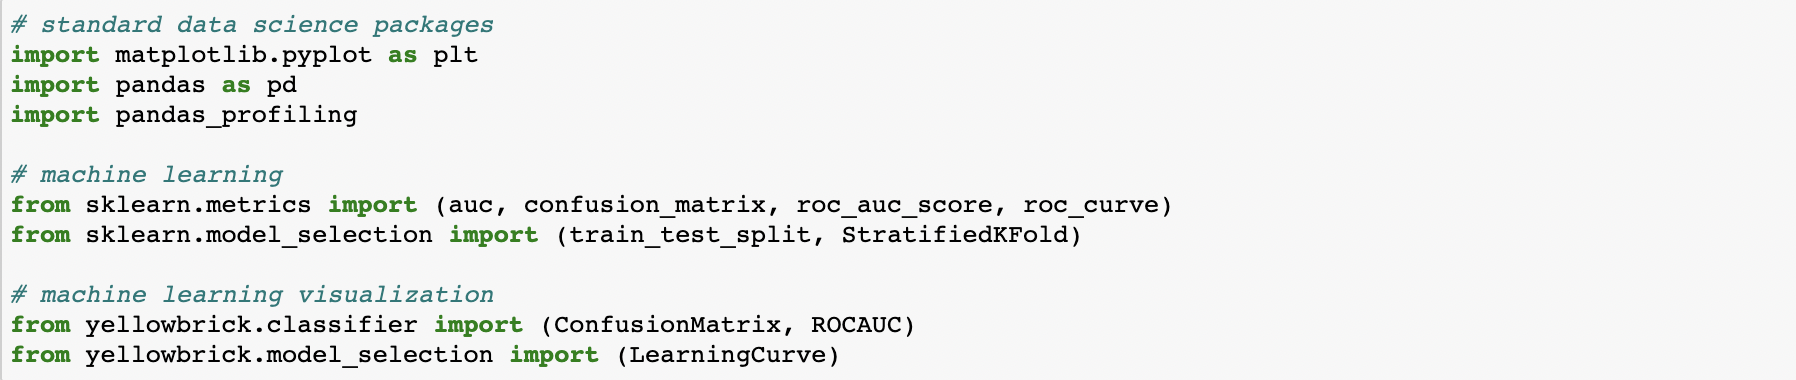 # standard data science packages
import matplotlib.pyplot as plt
import pandas as pd
import pandas_profiling
# machine learning
from sklearn.metrics import (auc, confusion_matrix, roc_auc_score, roc_curve)
from sklearn.model_selection import (train_test_split, StratifiedKFold)
# machine learning visualization
from yellowbrick.classifier import (ConfusionMatrix, ROCAUC)
from yellowbrick.model_selection import (LearningCurve)